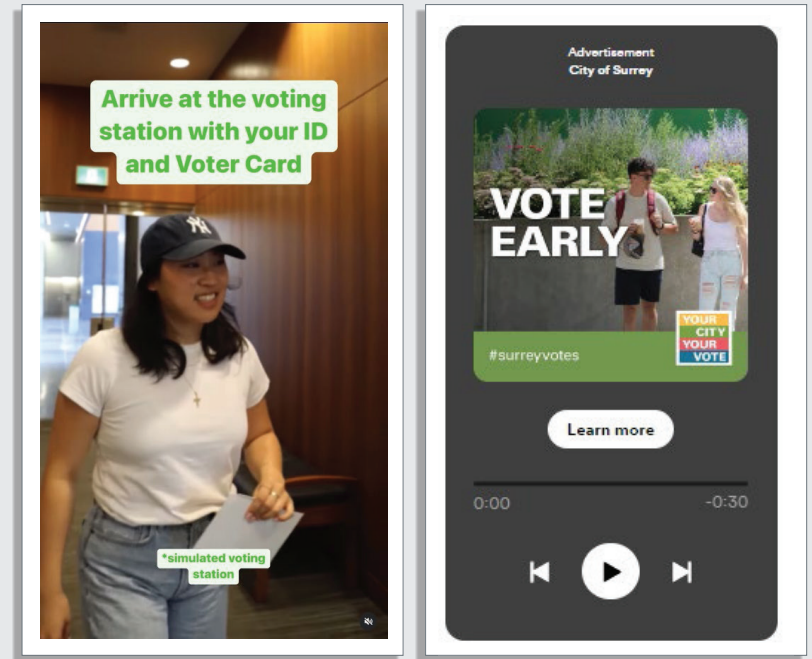 Arrive at the voting
station with your ID
and Voter Card
NY
*simulated voting
station
Advertisement
City of Surrey
VOTE
EARLY
#surreyvotes
YOUR
CITY
YOUR
VOTE
Learn more
0:00
-0:30